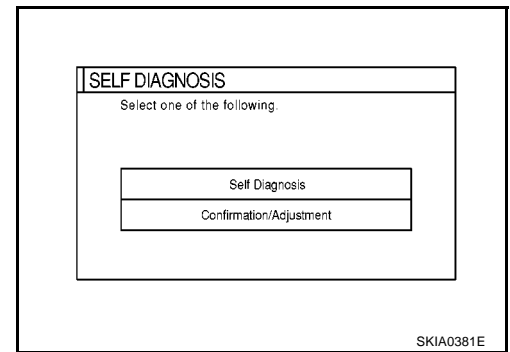 SELF DIAGNOSIS
Select one of the following.
Self Diagnosis
Confirmation/Adjustment
SKIA0381E